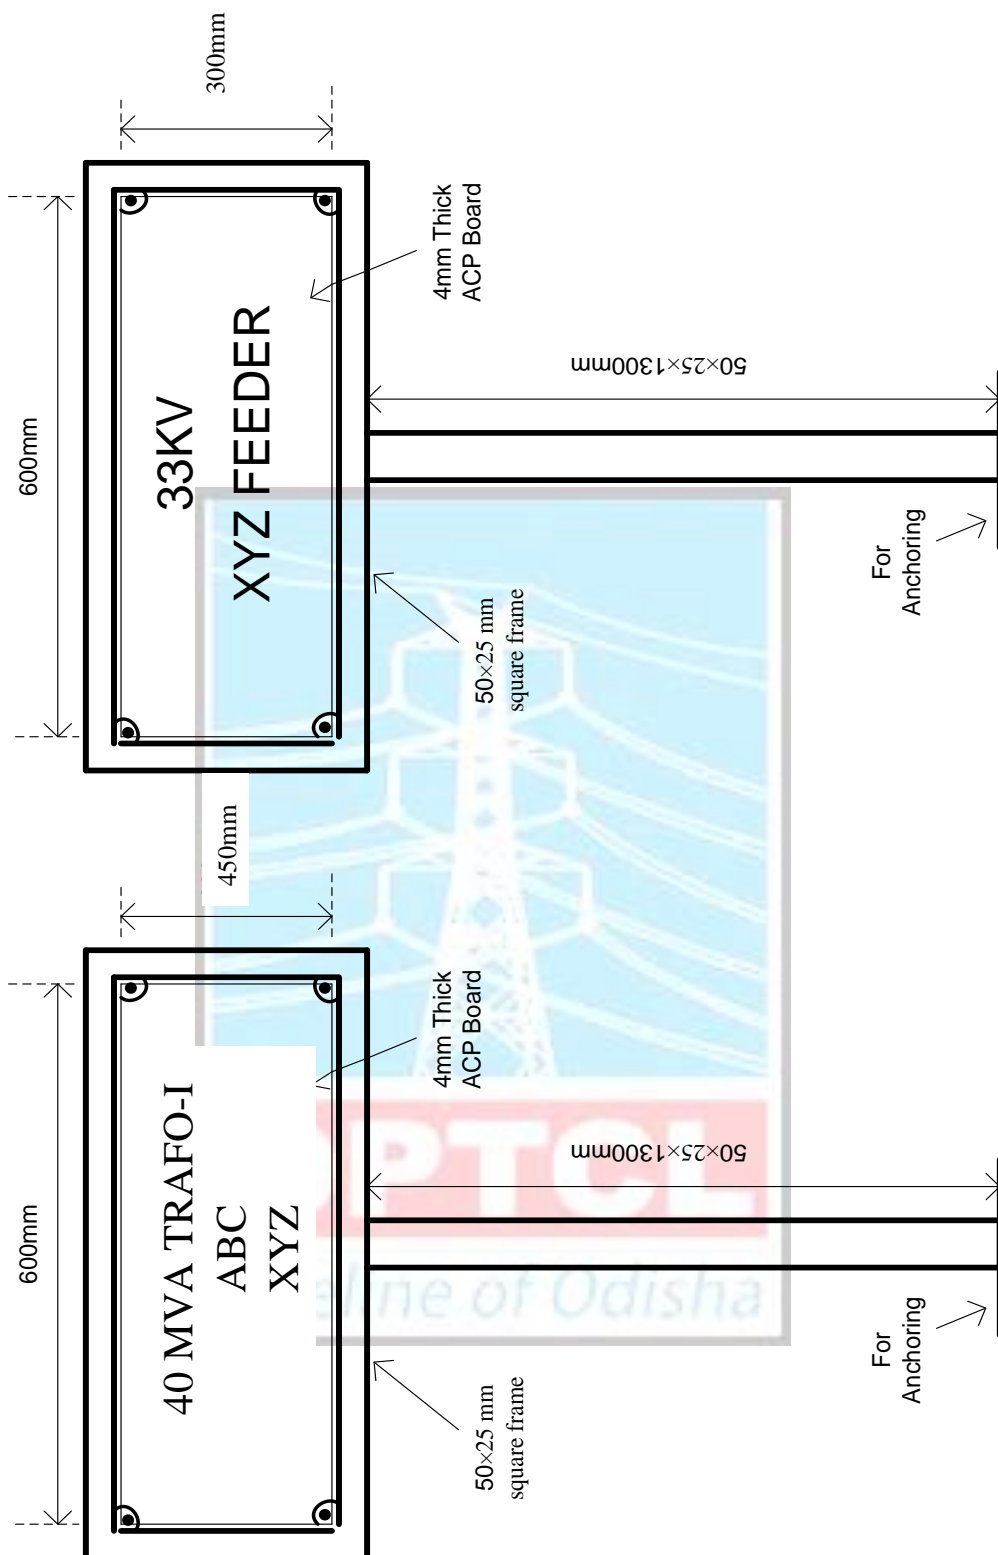 600mm
300mm
33KV
XYZ FEEDER
4mm Thick
ACP Board
50×25 mm
square frame
50×25×1300mm
For
Anchoring
600mm
450mm
40 MVA TRAFO-I
ABC
XYZ
4mm Thick
ACP Board
50×25 mm
square frame
50×25×1300mm
For
Anchoring
PTCL
eline of Odisha